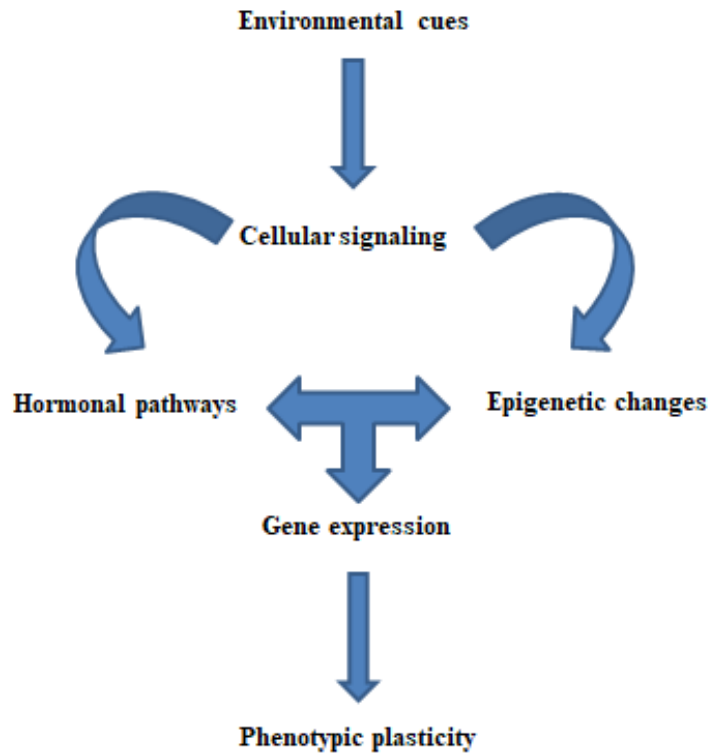 Environmental cues
Cellular signaling
Hormonal pathways
Epigenetic changes
Gene expression
Phenotypic plasticity